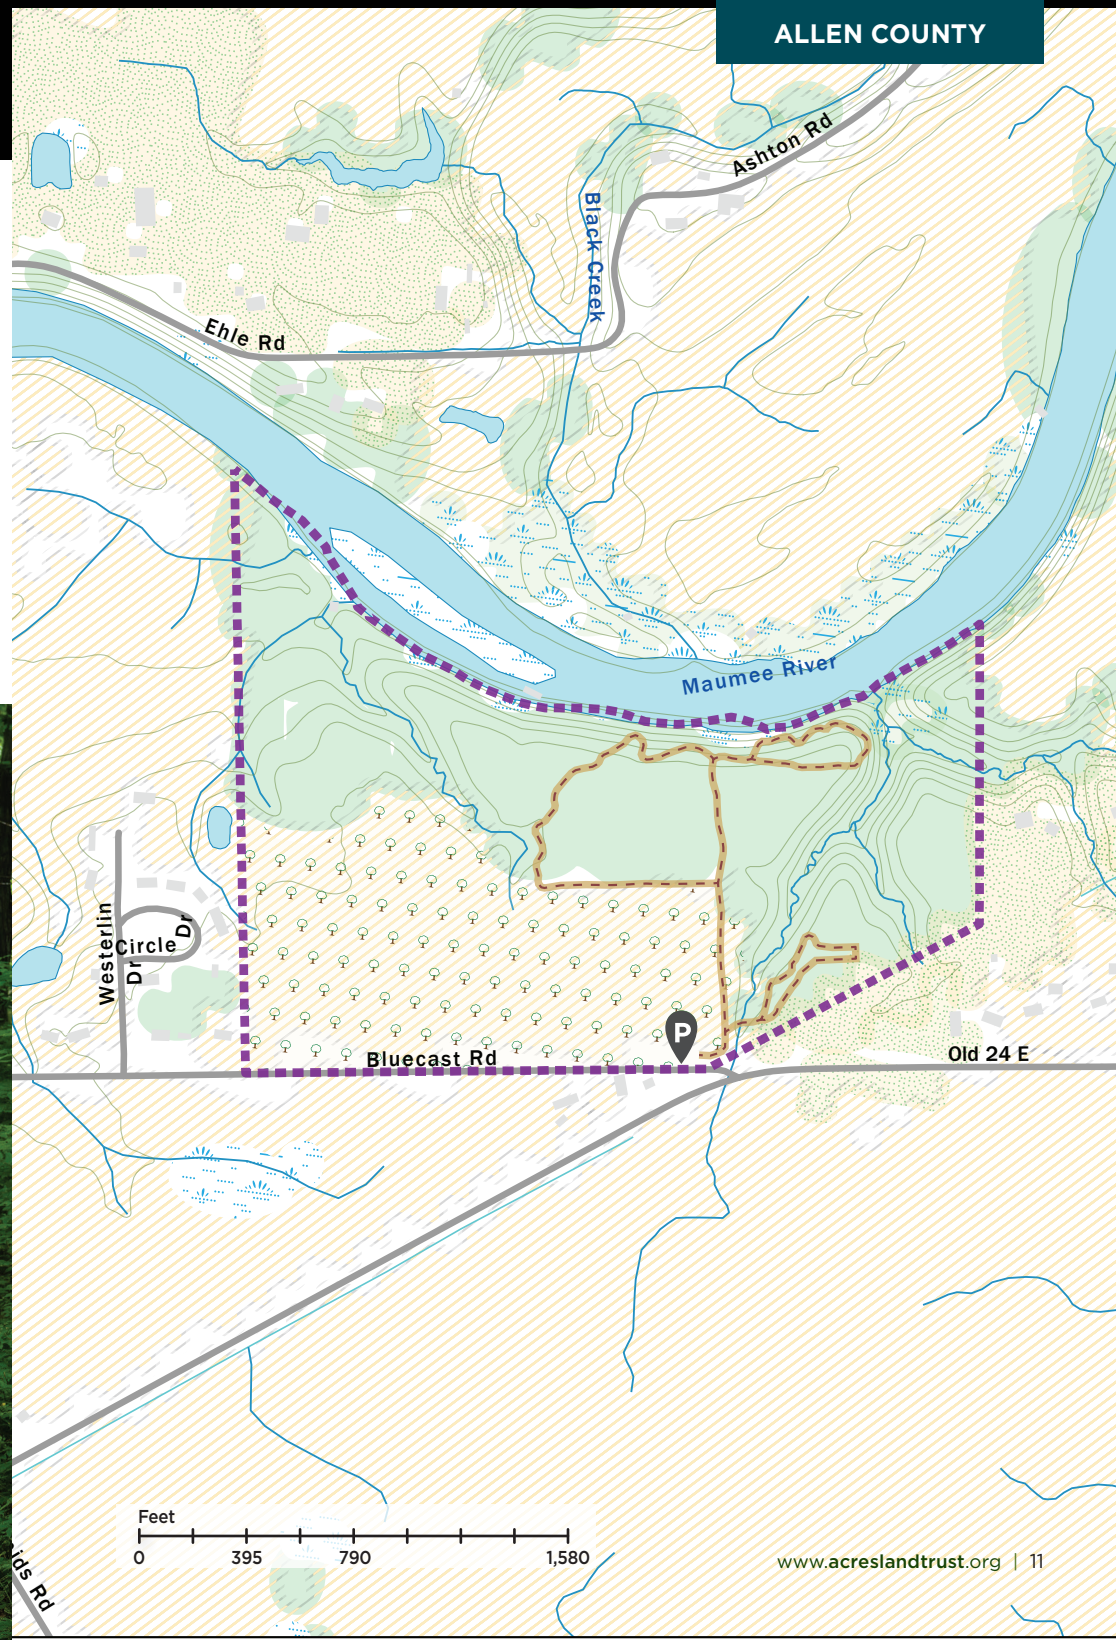 ALLEN COUNTY
Ashton Rd
Black Creek
Ehle Rd
Maumee River
Westerlin
Dr
Circle Dr
P
Bluecast Rd
Old 24 E
Feet
0 395 790 1,580
Rd
www.acreslandtrust.org | 11